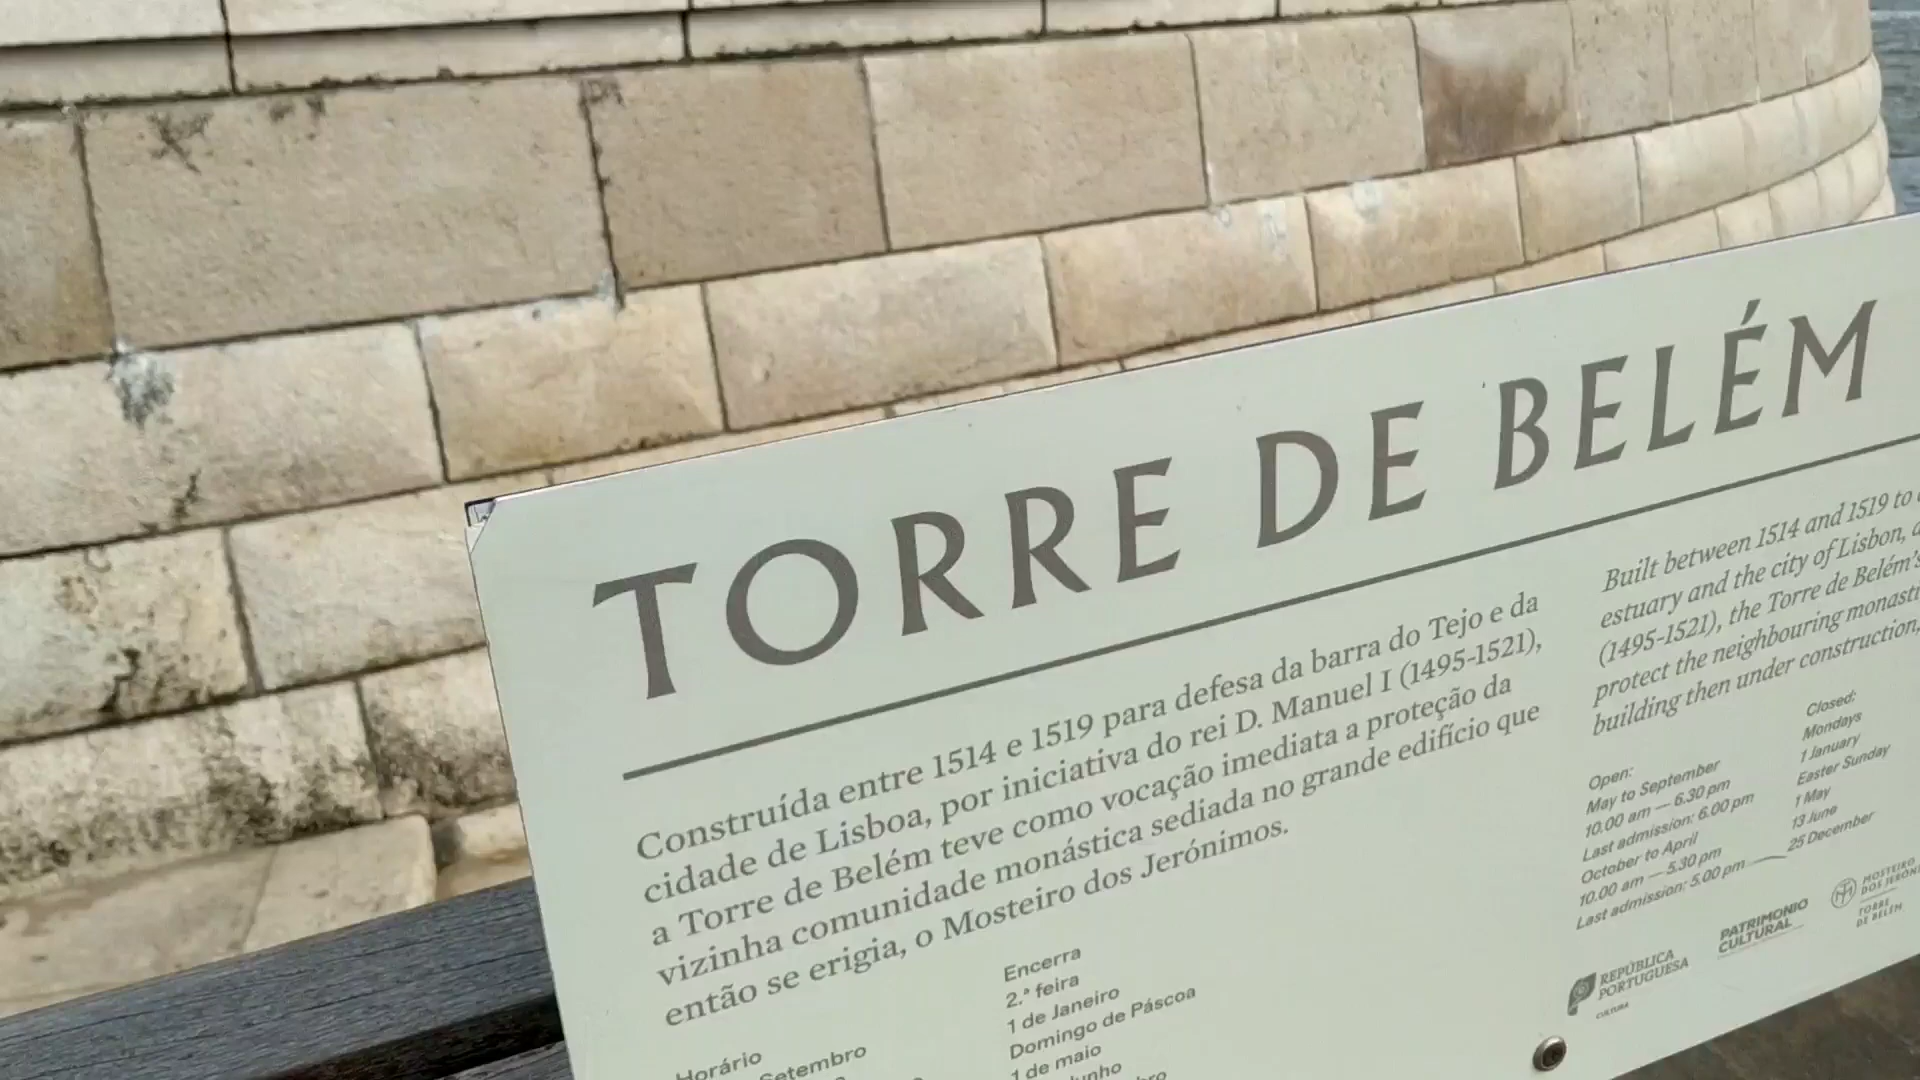 TORRE DE BELÉM
Construída entre 1514 e 1519 para defesa da barra do Tejo e da
cidade de Lisboa, por iniciativa do rei D. Manuel I (1495-1521),
a Torre de Belém teve como vocação imediata a proteção da
vizinha comunidade monástica sediada no grande edifício que
então se erigia, o Mosteiro dos Jerónimos.
Horário
Setembro
Encerra
2.ª feira
1 de Janeiro
Domingo de Páscoa
1 de maio
Built between 1514 and 1519 to
estuary and the city of Lisbon,
(1495-1521), the Torre de Belém's
protect the neighbouring
building then under construction,
Open:
May to September
10.00 am — 6.30 pm
Last admission: 6.00 pm
October to April
10.00 am — 5.30 pm
Last admission: 5.00 pm
Closed:
Mondays
1 January
Easter Sunday
1 May
13 June
25 December
REPÚBLICA
PORTUGUESA
CULTURA
PATRIMONIO
CULTURAL
MOSTEIRO
DOS
TORRE
DE BELÉM